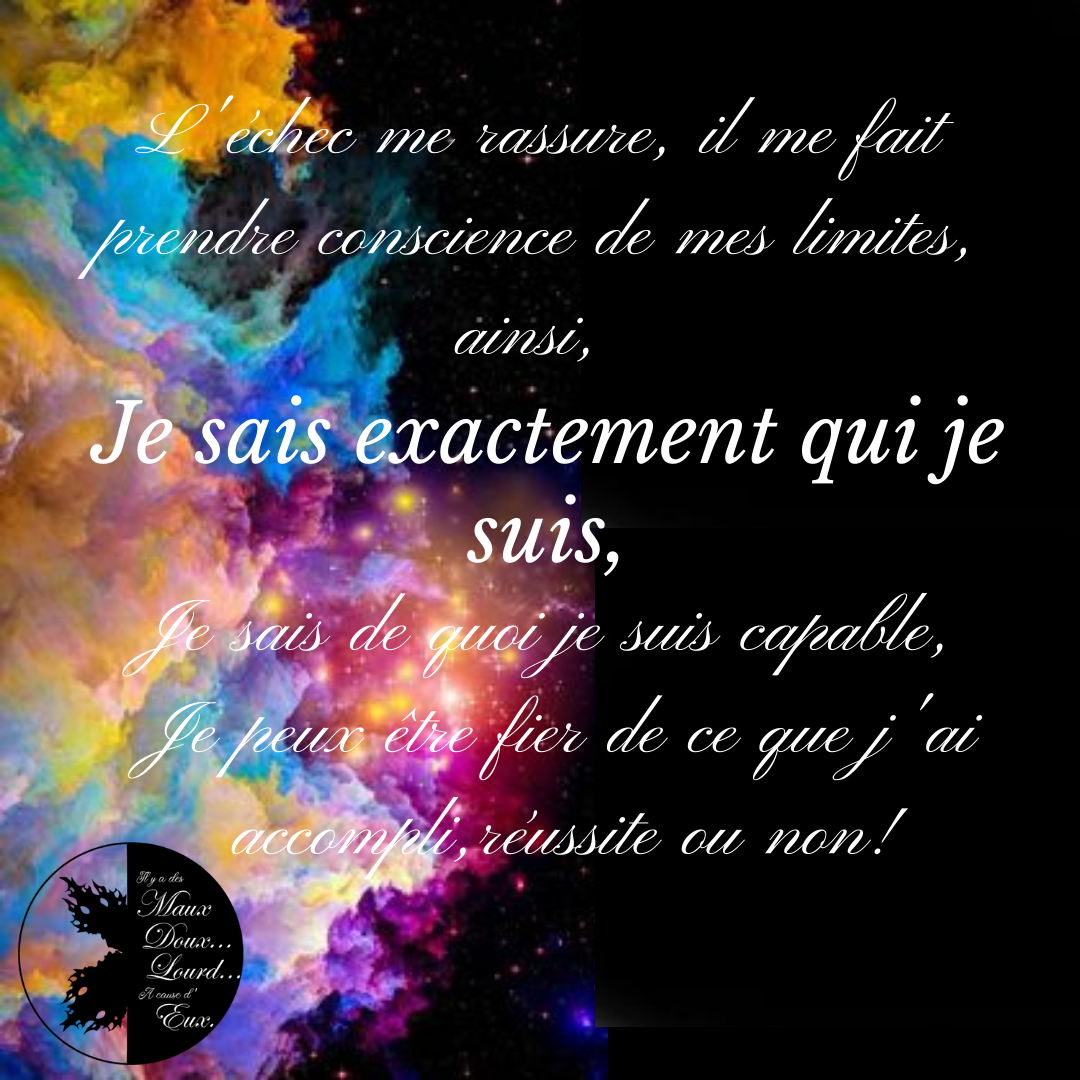 L'échec me rassure, il me fait
prendre conscience de mes limites,
ainsi,
Je sais exactement qui je
suis,
Je sais de quoi je suis capable,
Je peux être fier de ce que j'ai
accompli,réussite ou non!
Il y a des
Maux
Doux...
Lourd...
A cause d'
Eux.